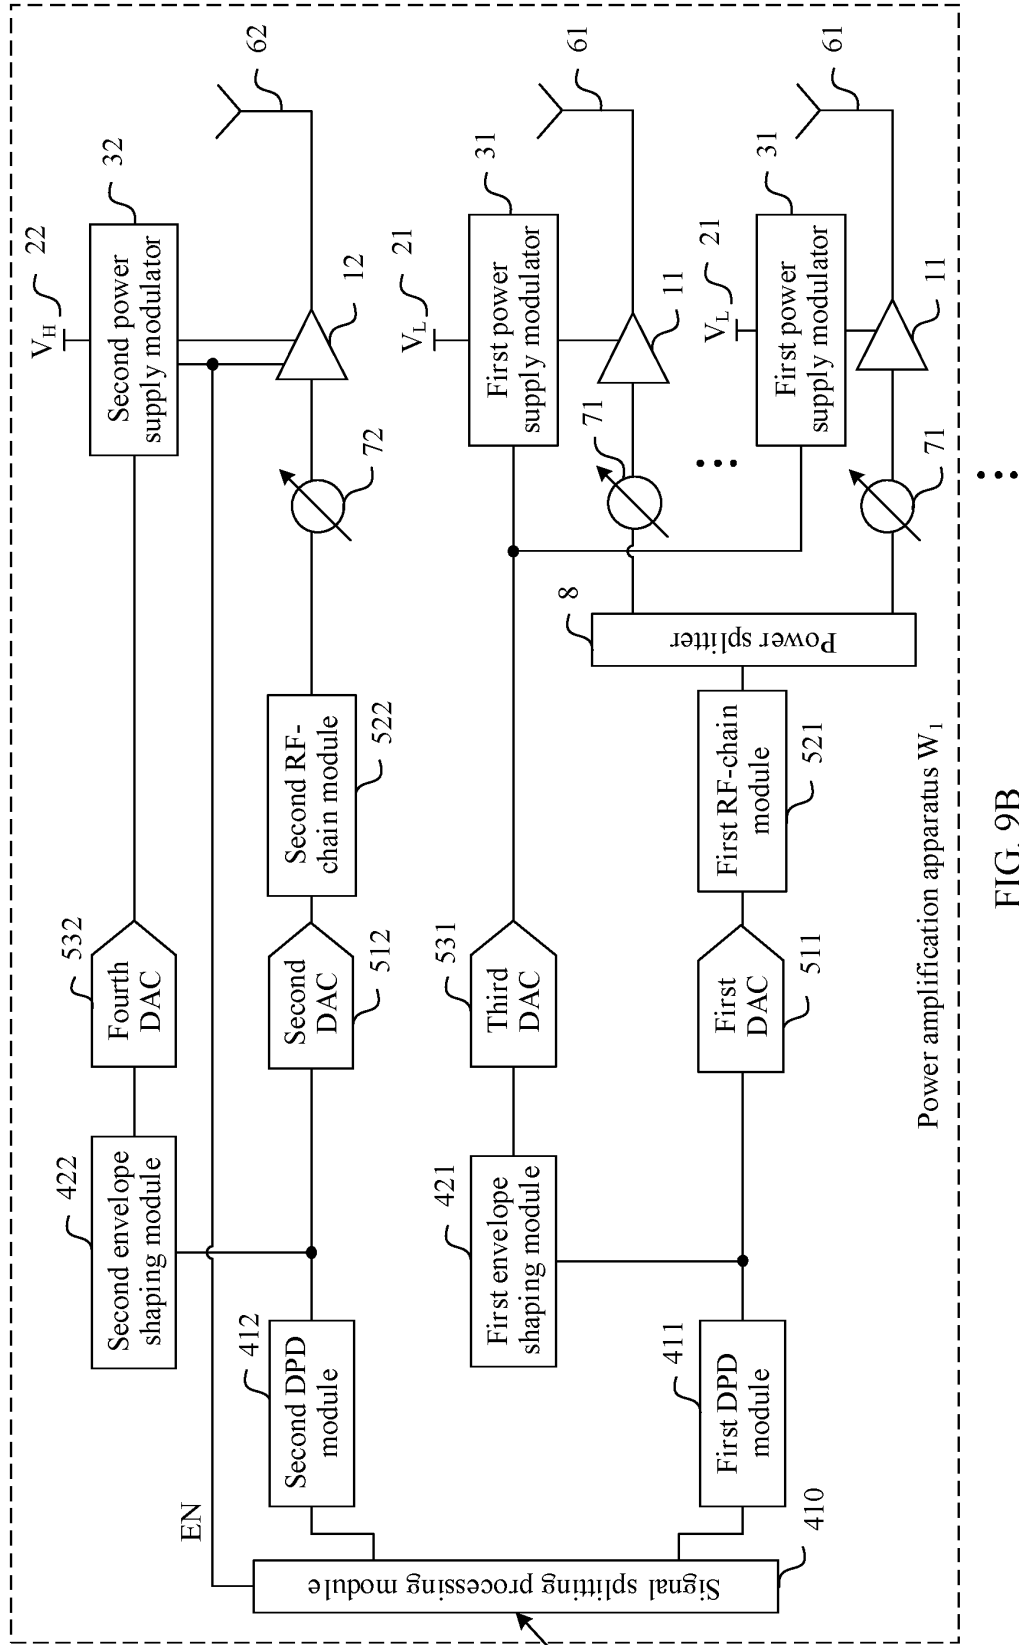 V_H
22
Second power
supply modulator
32
62
12
72
Fourth
DAC
532
Second envelope
shaping module
422
EN
Second RF-
chain module
522
Second
DAC
512
Second DPD
module
412
V_L
21
First power
supply modulator
31
61
11
71
Third
DAC
531
First envelope
shaping module
421
V_L
21
First power
supply modulator
31
61
11
71
...
8
Power splitter
First RF-chain
module
521
First
DAC
511
First DPD
module
411
Signal splitting processing module
410
Power amplification apparatus W_1
...
FIG. 9B